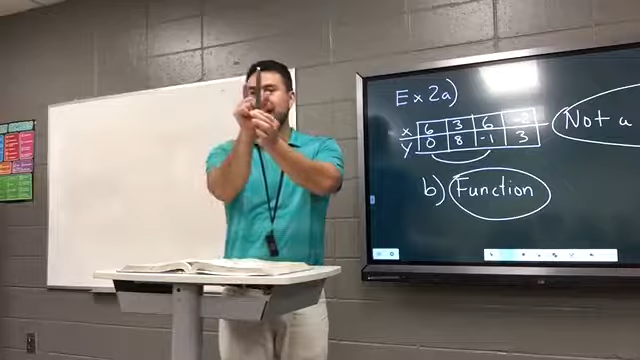 Ex 2a)
x 6 3 6 -2
y 0 8 -1 3
Not a
b) Function